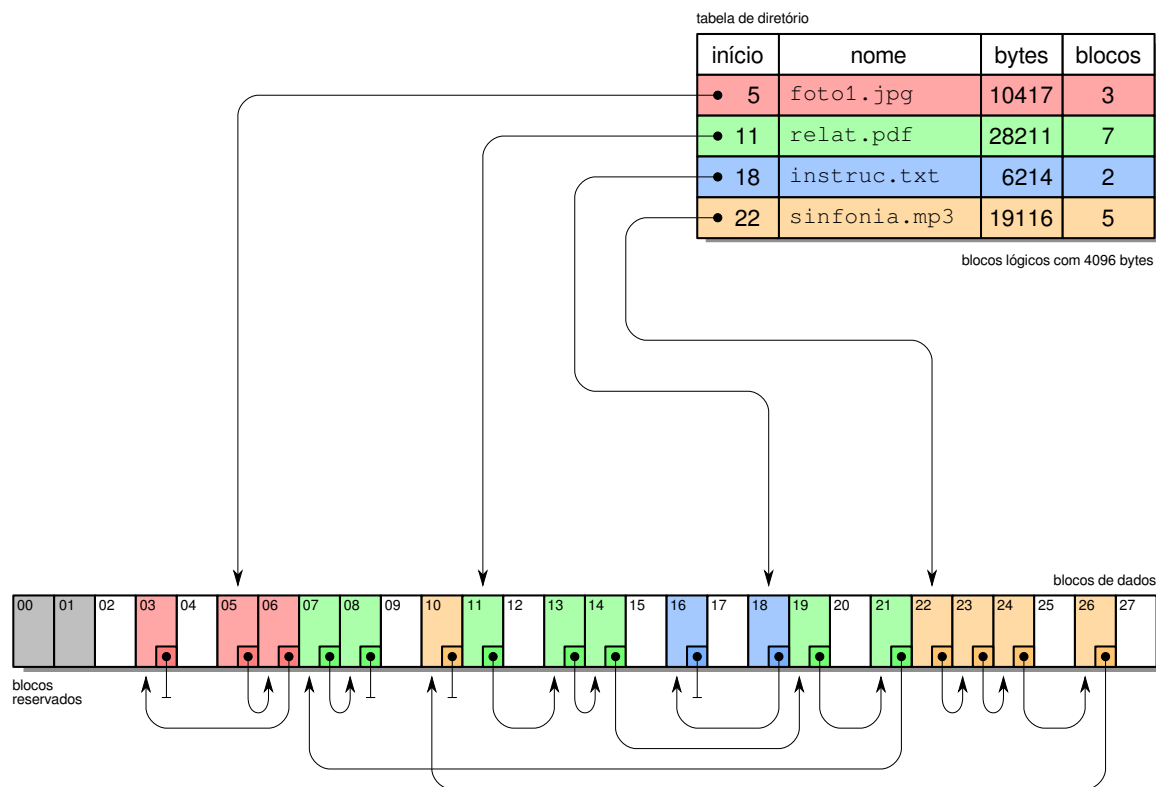 tabela de diretório
início nome bytes blocos
5 foto1.jpg 10417 3
11 relat.pdf 28211 7
18 instruc.txt 6214 2
22 sinfonia.mp3 19116 5
blocos lógicos com 4096 bytes
blocos de dados
00 01 02 03 04 05 06 07 08 09 10 11 12 13 14 15 16 17 18 19 20 21 22 23 24 25 26 27
blocos
reservados